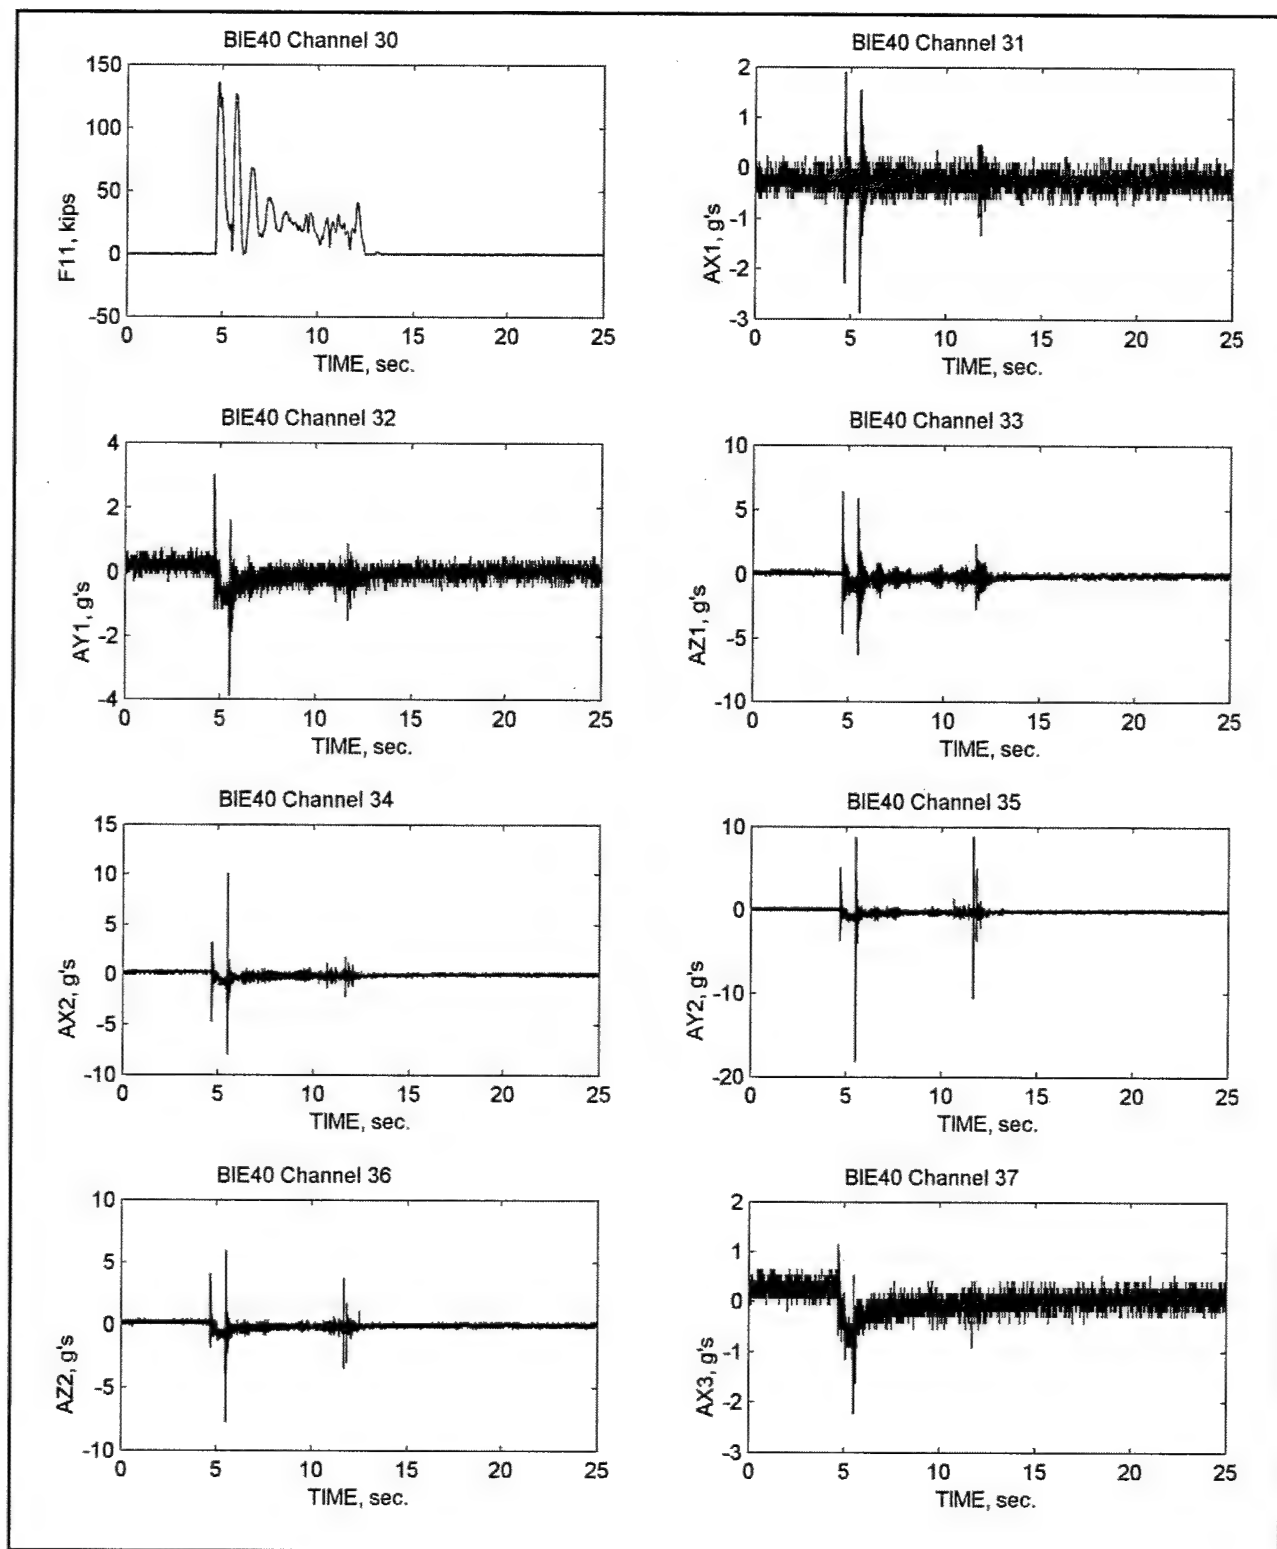 BIE40 Channel 30
150
100
50
0
-50
F11, kips
0 5 10 15 20 25
TIME, sec.
BIE40 Channel 31
2
1
0
-1
-2
-3
AX1, g's
0 5 10 15 20 25
TIME, sec.
BIE40 Channel 32
4
2
0
-2
-4
AY1, g's
0 5 10 15 20 25
TIME, sec.
BIE40 Channel 33
10
5
0
-5
-10
AZ1, g's
0 5 10 15 20 25
TIME, sec.
BIE40 Channel 34
15
10
5
0
-5
-10
AX2, g's
0 5 10 15 20 25
TIME, sec.
BIE40 Channel 35
10
0
-10
-20
AY2, g's
0 5 10 15 20 25
TIME, sec.
BIE40 Channel 36
10
5
0
-5
-10
AZ2, g's
0 5 10 15 20 25
TIME, sec.
BIE40 Channel 37
2
1
0
-1
-2
-3
AX3, g's
0 5 10 15 20 25
TIME, sec.